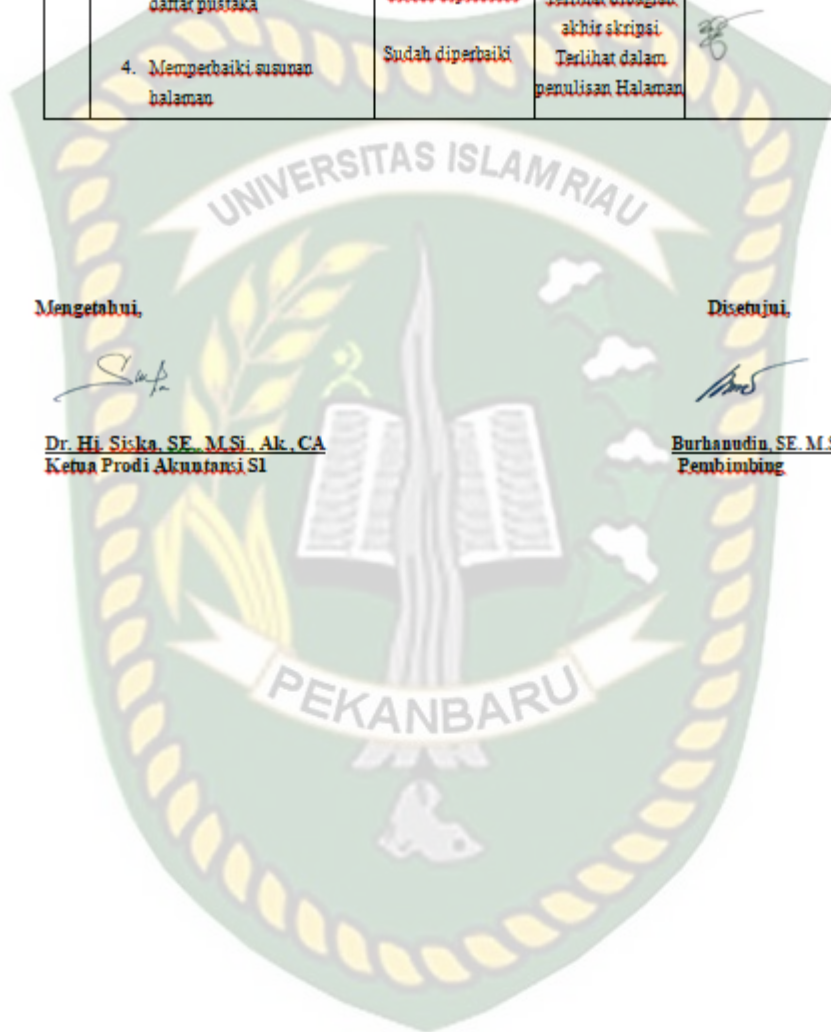 daftar pustaka
akhir skripsi
4. Memperbaiki susunan
halaman
Sudah diperbaiki
Terlihat dalam
penulisan Halaman
UNIVERSITAS ISLAM RIAU
Mengetahui,
Disetujui,
Dr. Hj. Siska, SE., M.Si., Ak., CA
Ketua Prodi Akuntansi S1
Burhanudin, SE. M.S
Pembimbing
PEKANBARU